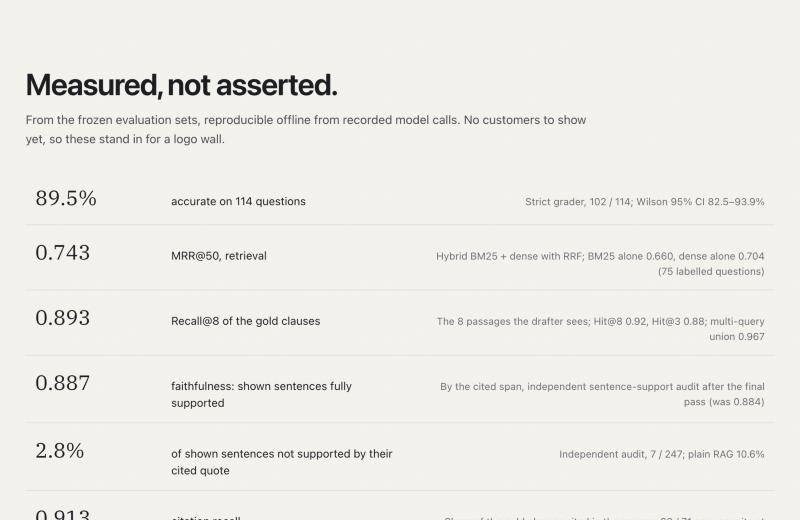 Measured, not asserted.
From the frozen evaluation sets, reproducible offline from recorded model calls. No customers to show
yet, so these stand in for a logo wall.
89.5% accurate on 114 questions Strict grader, 102 / 114; Wilson 95% CI 82.5–93.9%
0.743 MRR@50, retrieval Hybrid BM25 + dense with RRF; BM25 alone 0.660, dense alone 0.704
(75 labelled questions)
0.893 Recall@8 of the gold clauses The 8 passages the drafter sees; Hit@8 0.92, Hit@3 0.88; multi-query
union 0.967
0.887 faithfulness: shown sentences fully By the cited span, independent sentence-support audit after the final
supported pass (was 0.884)
2.8% of shown sentences not supported by their Independent audit, 7 / 247; plain RAG 10.6%
cited quote
0.913 citation recall